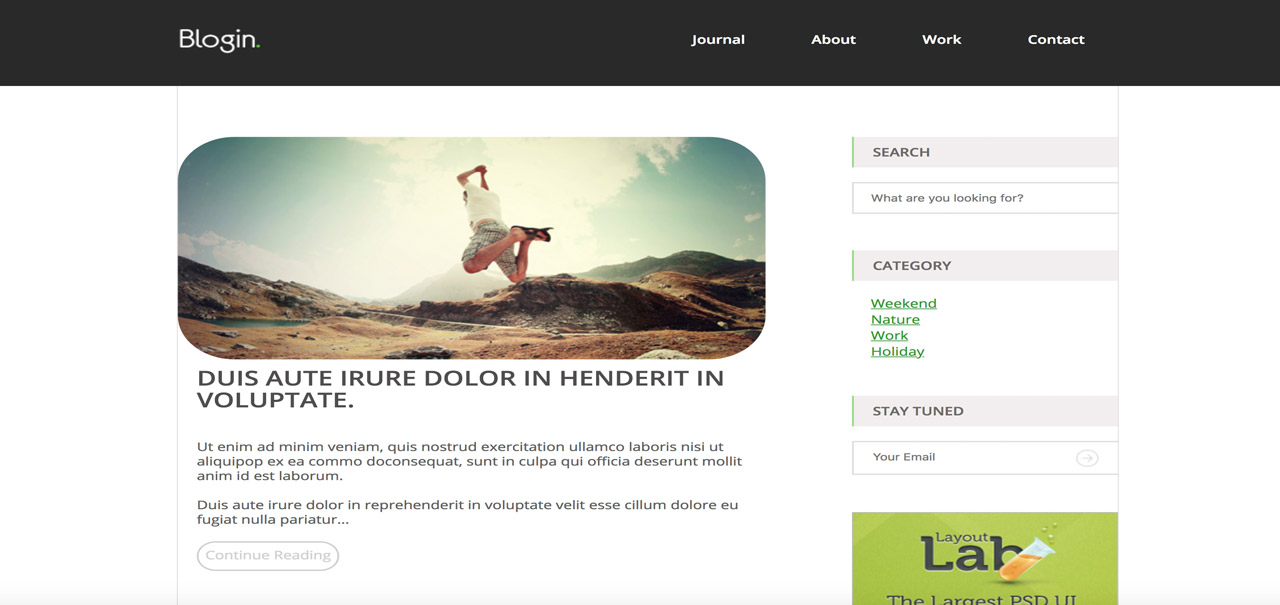 Blogin.
Journal
About
Work
Contact
DUIS AUTE IRURE DOLOR IN HENDERIT IN
VOLUPTATE.
Ut enim ad minim veniam, quis nostrud exercitation ullamco laboris nisi ut
aliquipop ex ea commo doconsequat, sunt in culpa qui officia deserunt mollit
anim id est laborum.
Duis aute irure dolor in reprehenderit in voluptate velit esse cillum dolore eu
fugiat nulla pariatur...
Continue Reading
SEARCH
What are you looking for?
CATEGORY
Weekend
Nature
Work
Holiday
STAY TUNED
Your Email
Layout
Lab
The Largest PSD UI